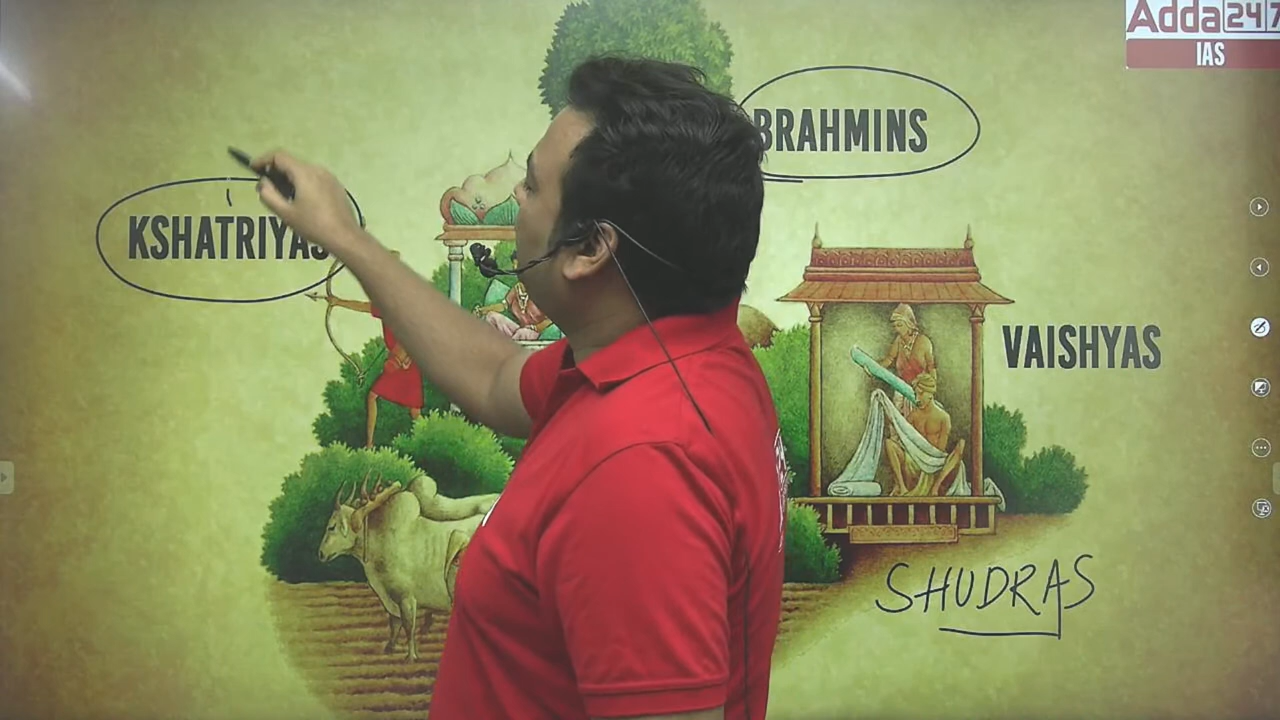 Adda247
IAS
BRAHMINS
KSHATRIYAS
VAISHYAS
SHUDRAS